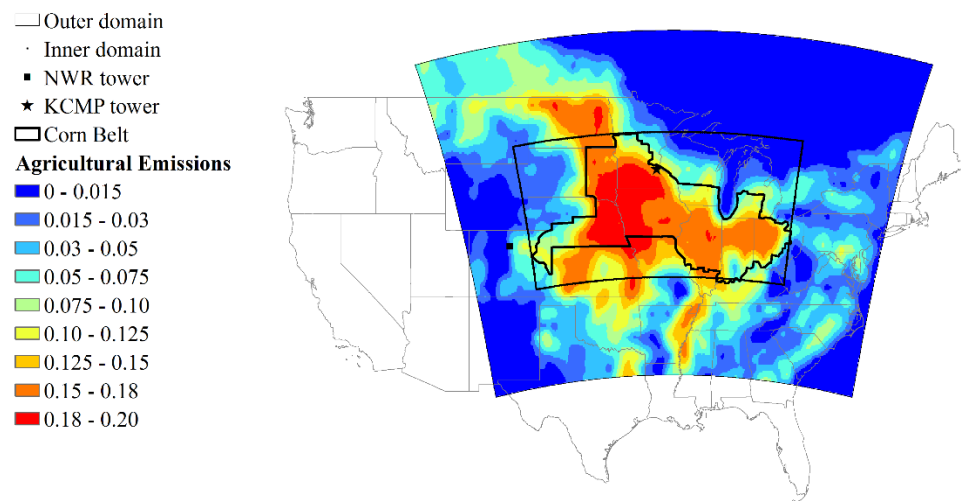 Outer domain
Inner domain
NWR tower
KCMP tower
Corn Belt
Agricultural Emissions
0 - 0.015
0.015 - 0.03
0.03 - 0.05
0.05 - 0.075
0.075 - 0.10
0.10 - 0.125
0.125 - 0.15
0.15 - 0.18
0.18 - 0.20